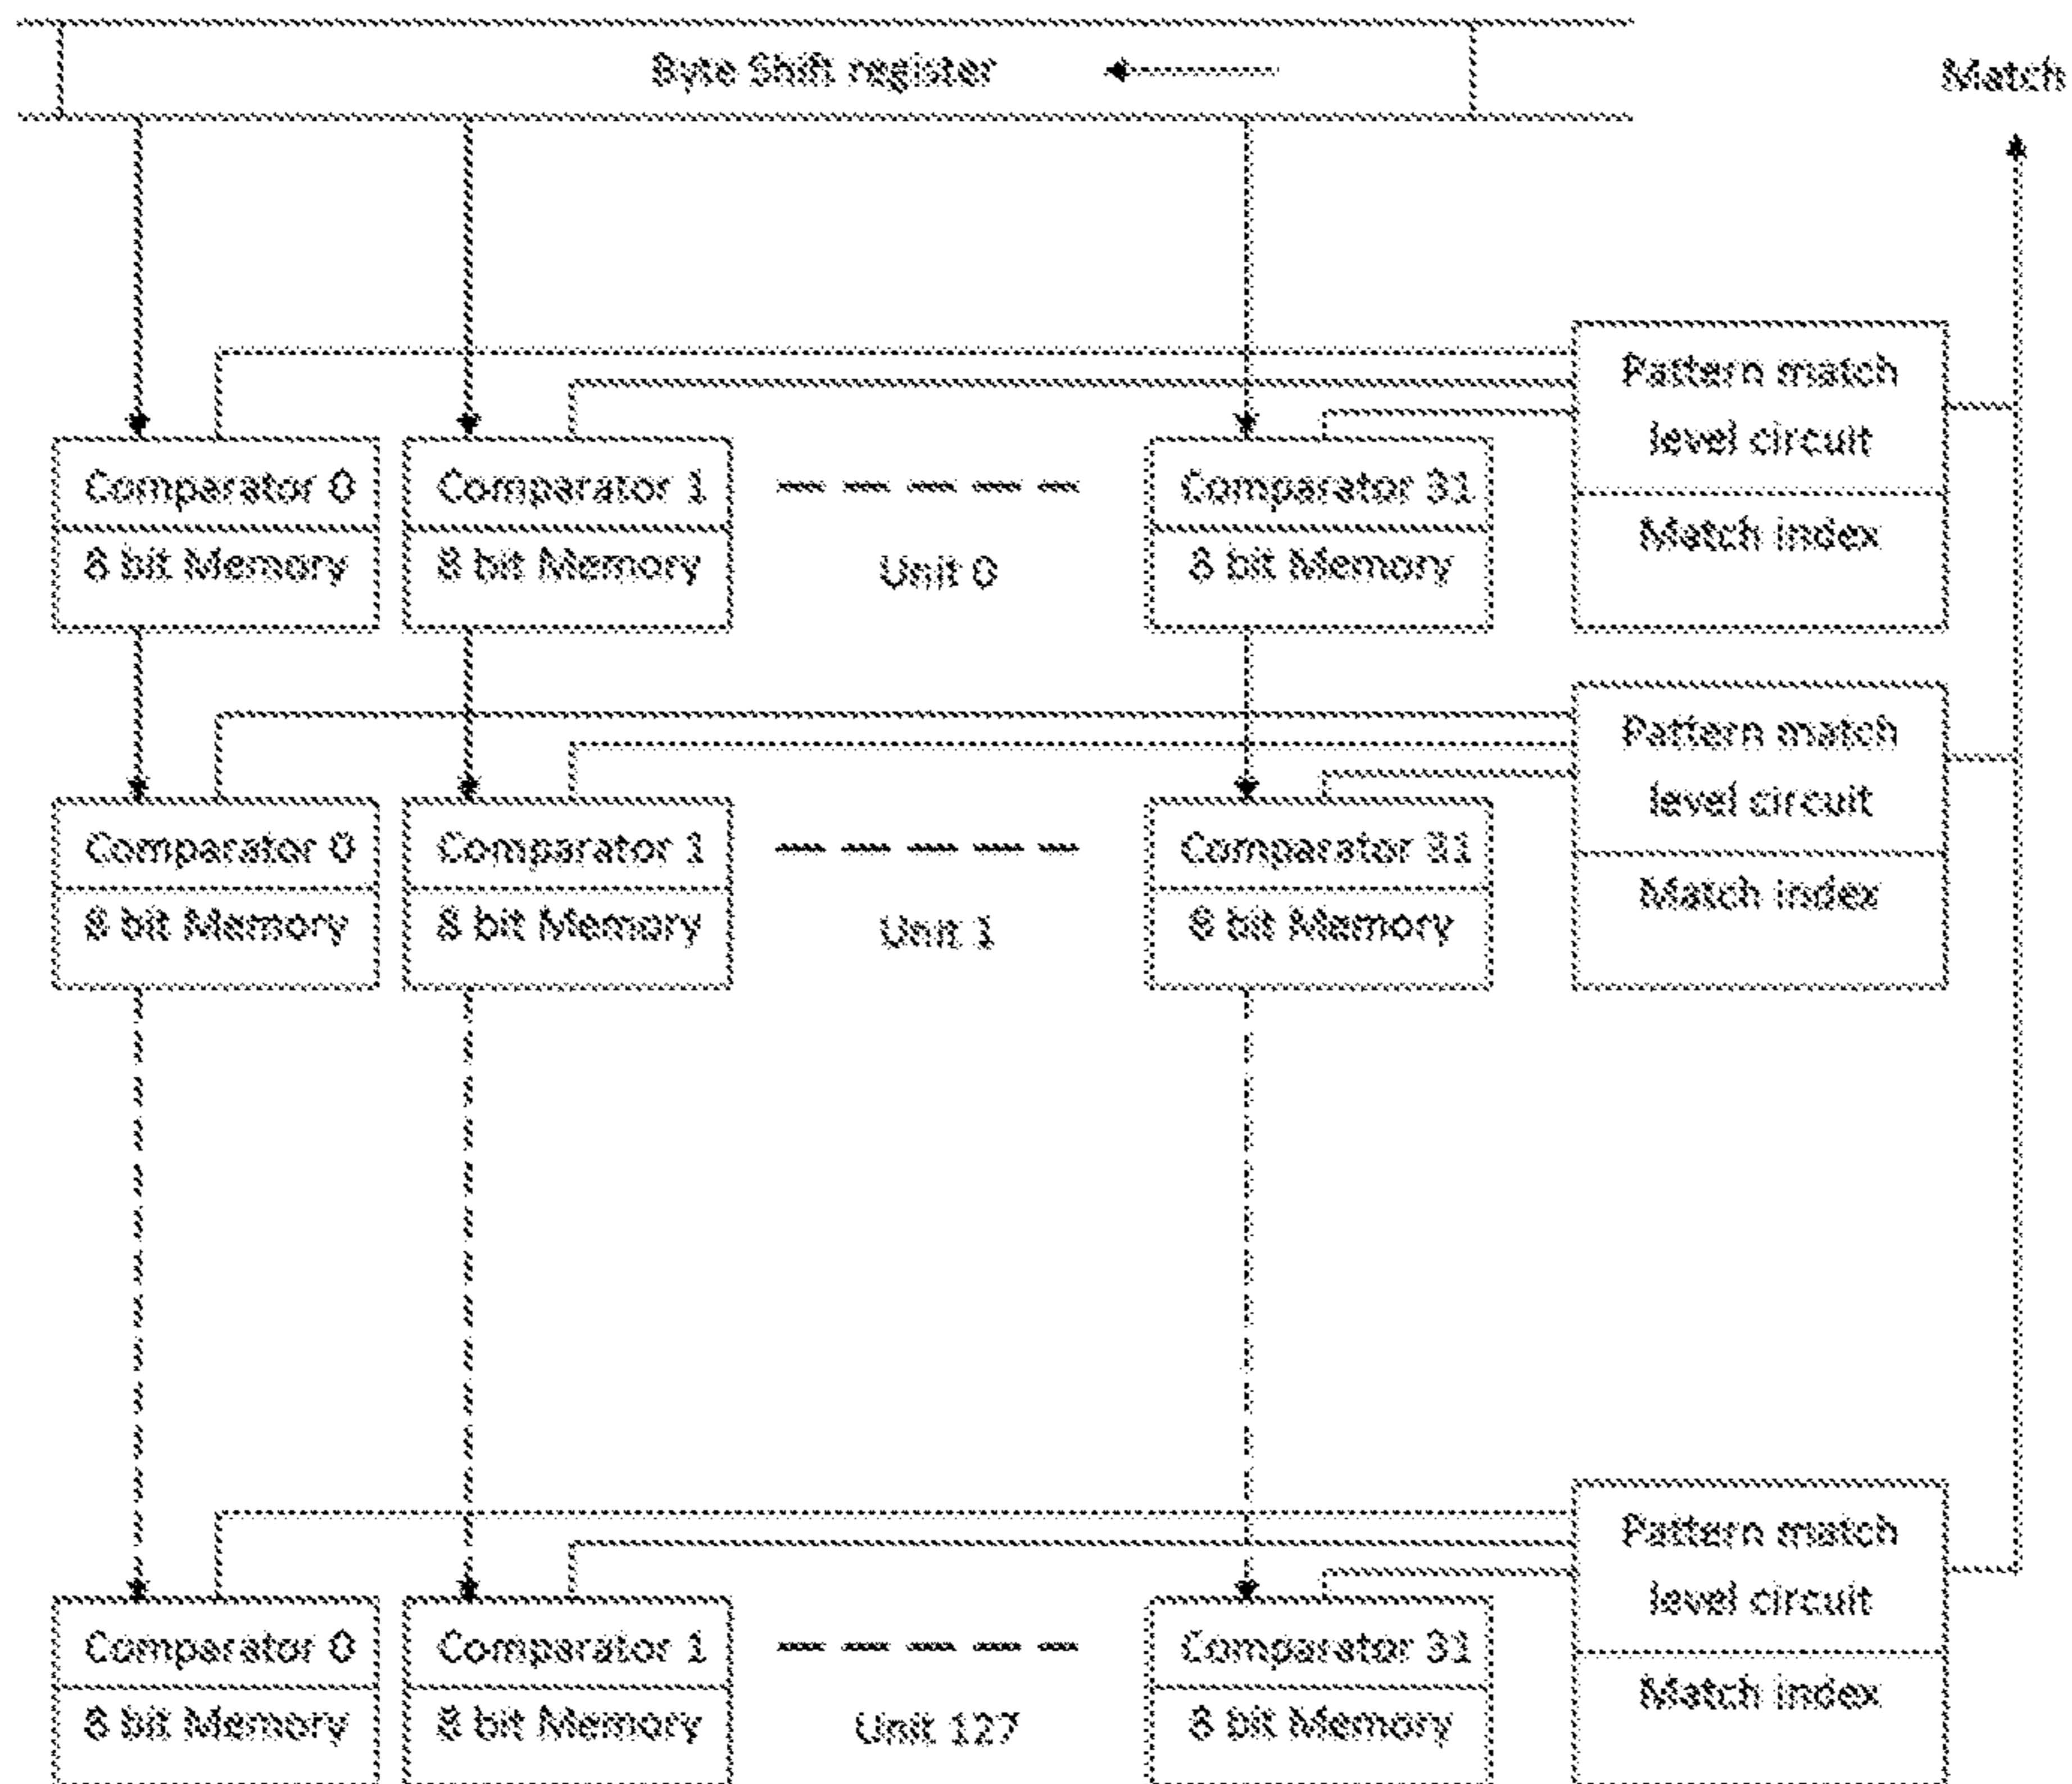 Byte Shift register
Match
Pattern match
level circuit
Comparator 0
Comparator 1
Comparator 31
Match index
8 bit Memory
8 bit Memory
Unit 0
8 bit Memory
Pattern match
level circuit
Comparator 0
Comparator 1
Comparator 31
Match index
8 bit Memory
8 bit Memory
Unit 1
8 bit Memory
Pattern match
level circuit
Comparator 0
Comparator 1
Comparator 31
Match index
8 bit Memory
8 bit Memory
Unit 127
8 bit Memory